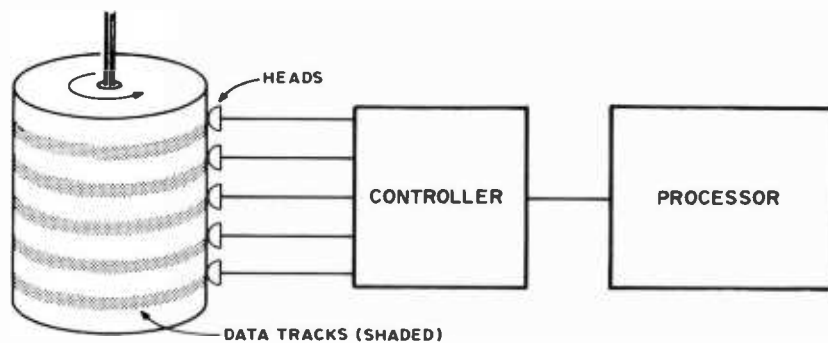 HEADS
CONTROLLER
PROCESSOR
DATA TRACKS (SHADED)